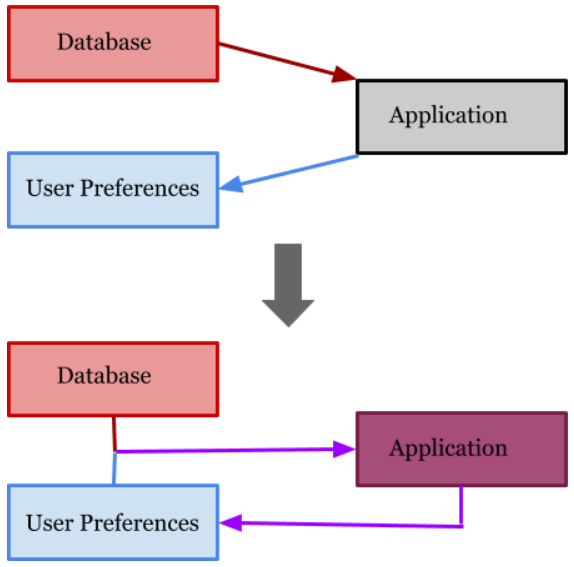 Database
Application
User Preferences
Database
Application
User Preferences